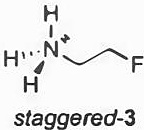 H
H N + F
H
staggered-3